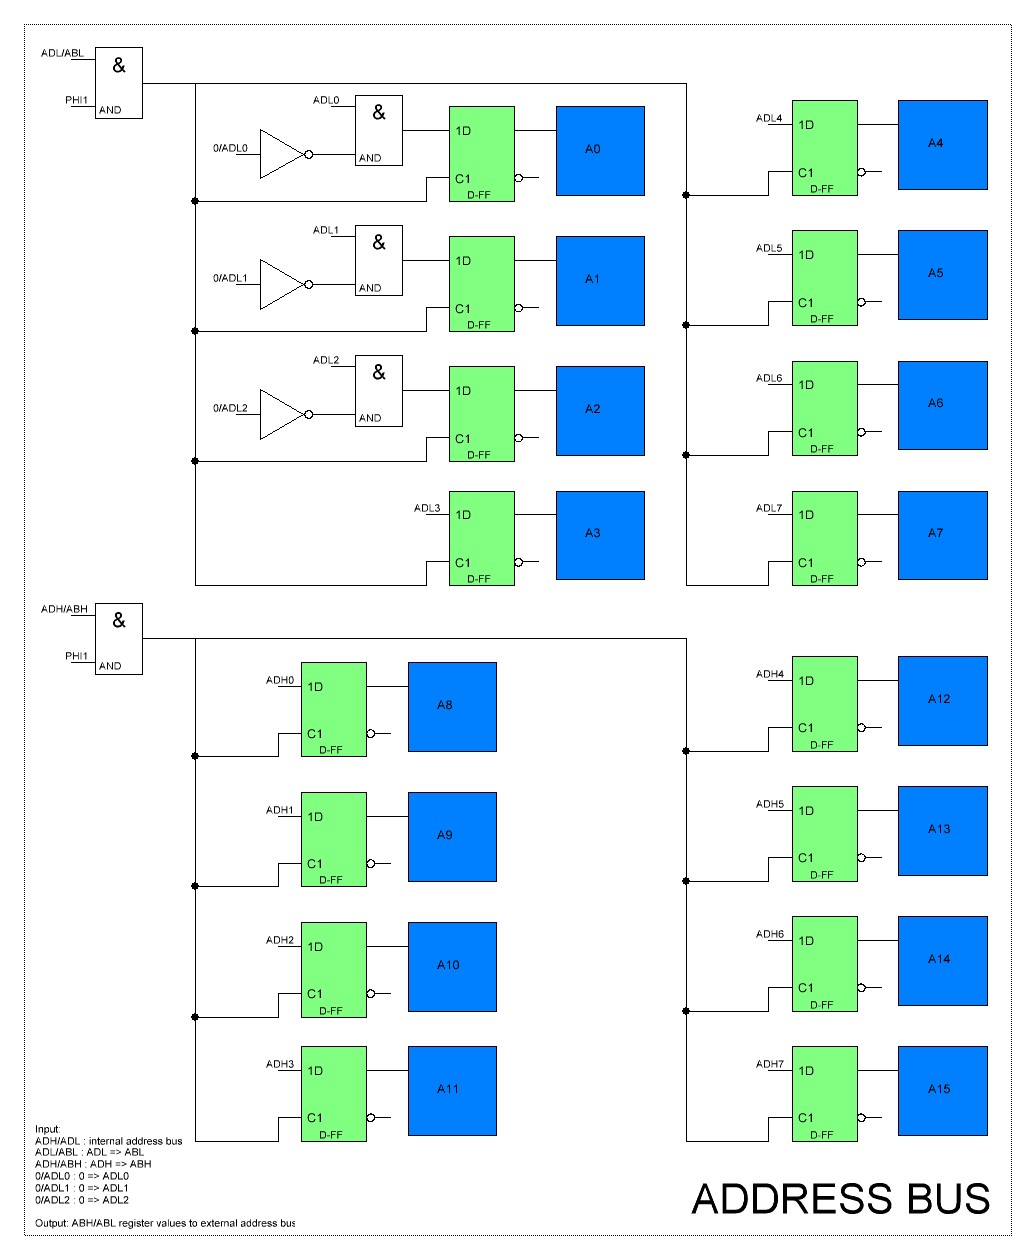 ADL/ABL
&
PHI1
AND
ADL0
&
0/ADL0
AND
1D
C1
D-FF
A0
ADL4
1D
C1
D-FF
A4
ADL1
&
0/ADL1
AND
1D
C1
D-FF
A1
ADL5
1D
C1
D-FF
A5
ADL2
&
0/ADL2
AND
1D
C1
D-FF
A2
ADL6
1D
C1
D-FF
A6
ADL3
1D
C1
D-FF
A3
ADL7
1D
C1
D-FF
A7
ADH/ABH
&
PHI1
AND
ADH0
1D
C1
D-FF
A8
ADH4
1D
C1
D-FF
A12
ADH1
1D
C1
D-FF
A9
ADH5
1D
C1
D-FF
A13
ADH2
1D
C1
D-FF
A10
ADH6
1D
C1
D-FF
A14
ADH3
1D
C1
D-FF
A11
ADH7
1D
C1
D-FF
A15
Input:
ADH/ADL : internal address bus
ADL/ABL : ADL => ABL
ADH/ABH : ADH => ABH
0/ADL0 : 0 => ADL0
0/ADL1 : 0 => ADL1
0/ADL2 : 0 => ADL2
Output: ABH/ABL register values to external address bus
ADDRESS BUS